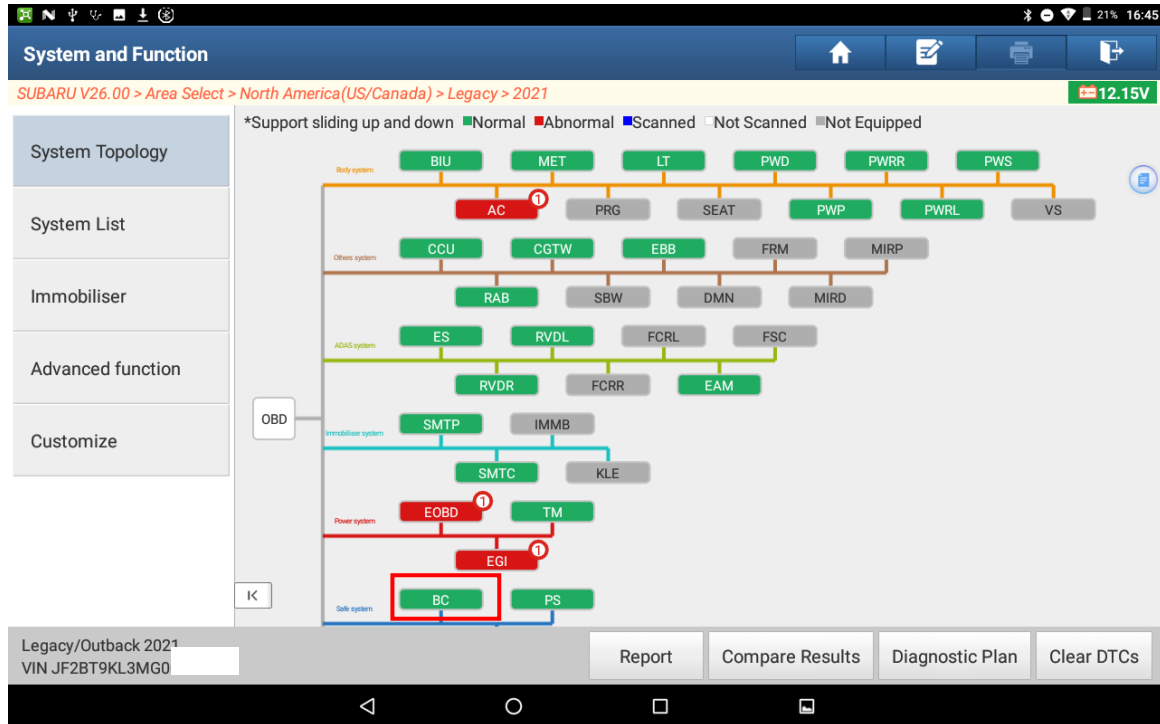 21% 16:45
System and Function
SUBARU V26.00 > Area Select > North America(US/Canada) > Legacy > 2021
12.15V
System Topology
System List
Immobiliser
Advanced function
Customize
*Support sliding up and down Normal Abnormal Scanned Not Scanned Not Equipped
Body system
BIU MET LT PWD PWRR PWS
AC 1 PRG SEAT PWP PWRL VS
Others system
CCU CGTW EBB FRM MIRP
RAB SBW DMN MIRD
ADAS system
ES RVDL FCRL FSC
RVDR FCRR EAM
OBD
Immobiliser system
SMTP IMMB
SMTC KLE
Power system
EOBD 1 TM
EGI 1
Safe system
BC PS
Legacy/Outback 2021
VIN JF2BT9KL3MG0
Report Compare Results Diagnostic Plan Clear DTCs